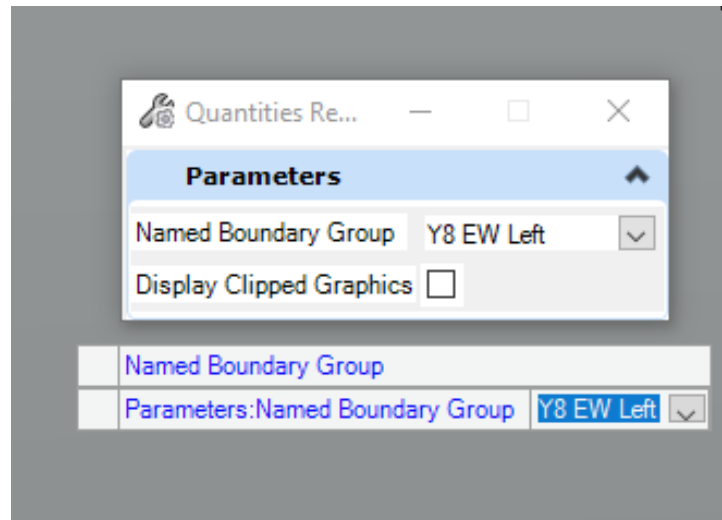 Quantities Re...
Parameters
Named Boundary Group Y8 EW Left
Display Clipped Graphics
Named Boundary Group
Parameters:Named Boundary Group Y8 EW Left